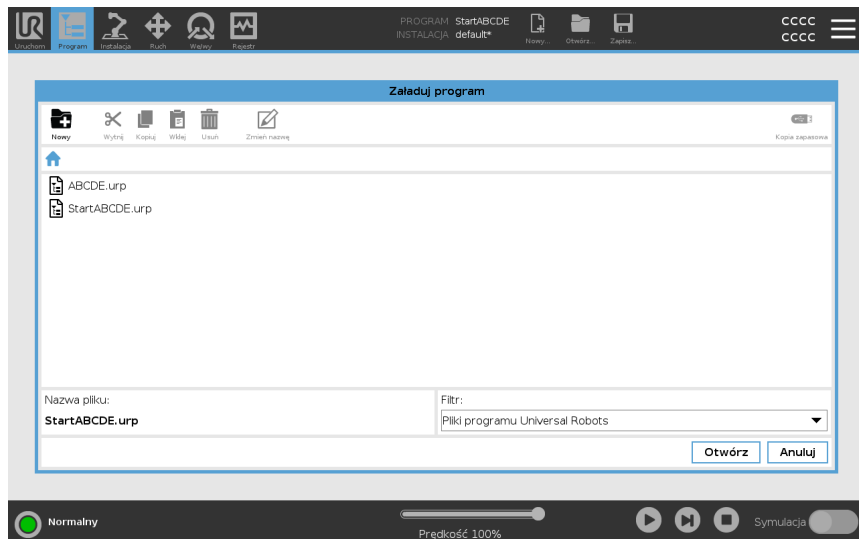 PROGRAM StartABCDE
INSTALACJA default*
CCCC
CCCC
Uruchom Program Instalacja Ruch We/wy Rejestr Nowy... Otwórz... Zapisz...
Załaduj program
Nowy Wytnij Kopiuj Wklej Usuń Zmień nazwę Kopia zapasowa
ABCDE.urp
StartABCDE.urp
Nazwa pliku: Filtr:
StartABCDE.urp Pliki programu Universal Robots
Otwórz Anuluj
Normalny Symulacja
Prędkość 100%